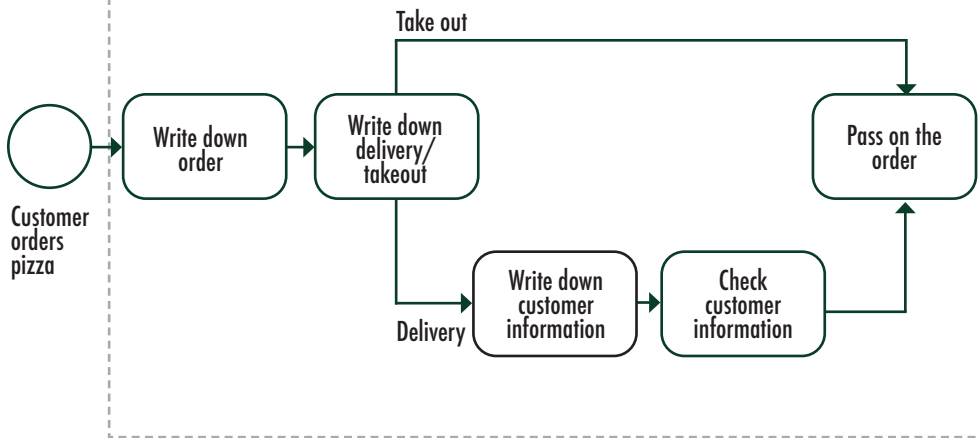 Take out
Customer
orders
pizza
Write down
order
Write down
delivery/
takeout
Pass on the
order
Delivery
Write down
customer
information
Check
customer
information